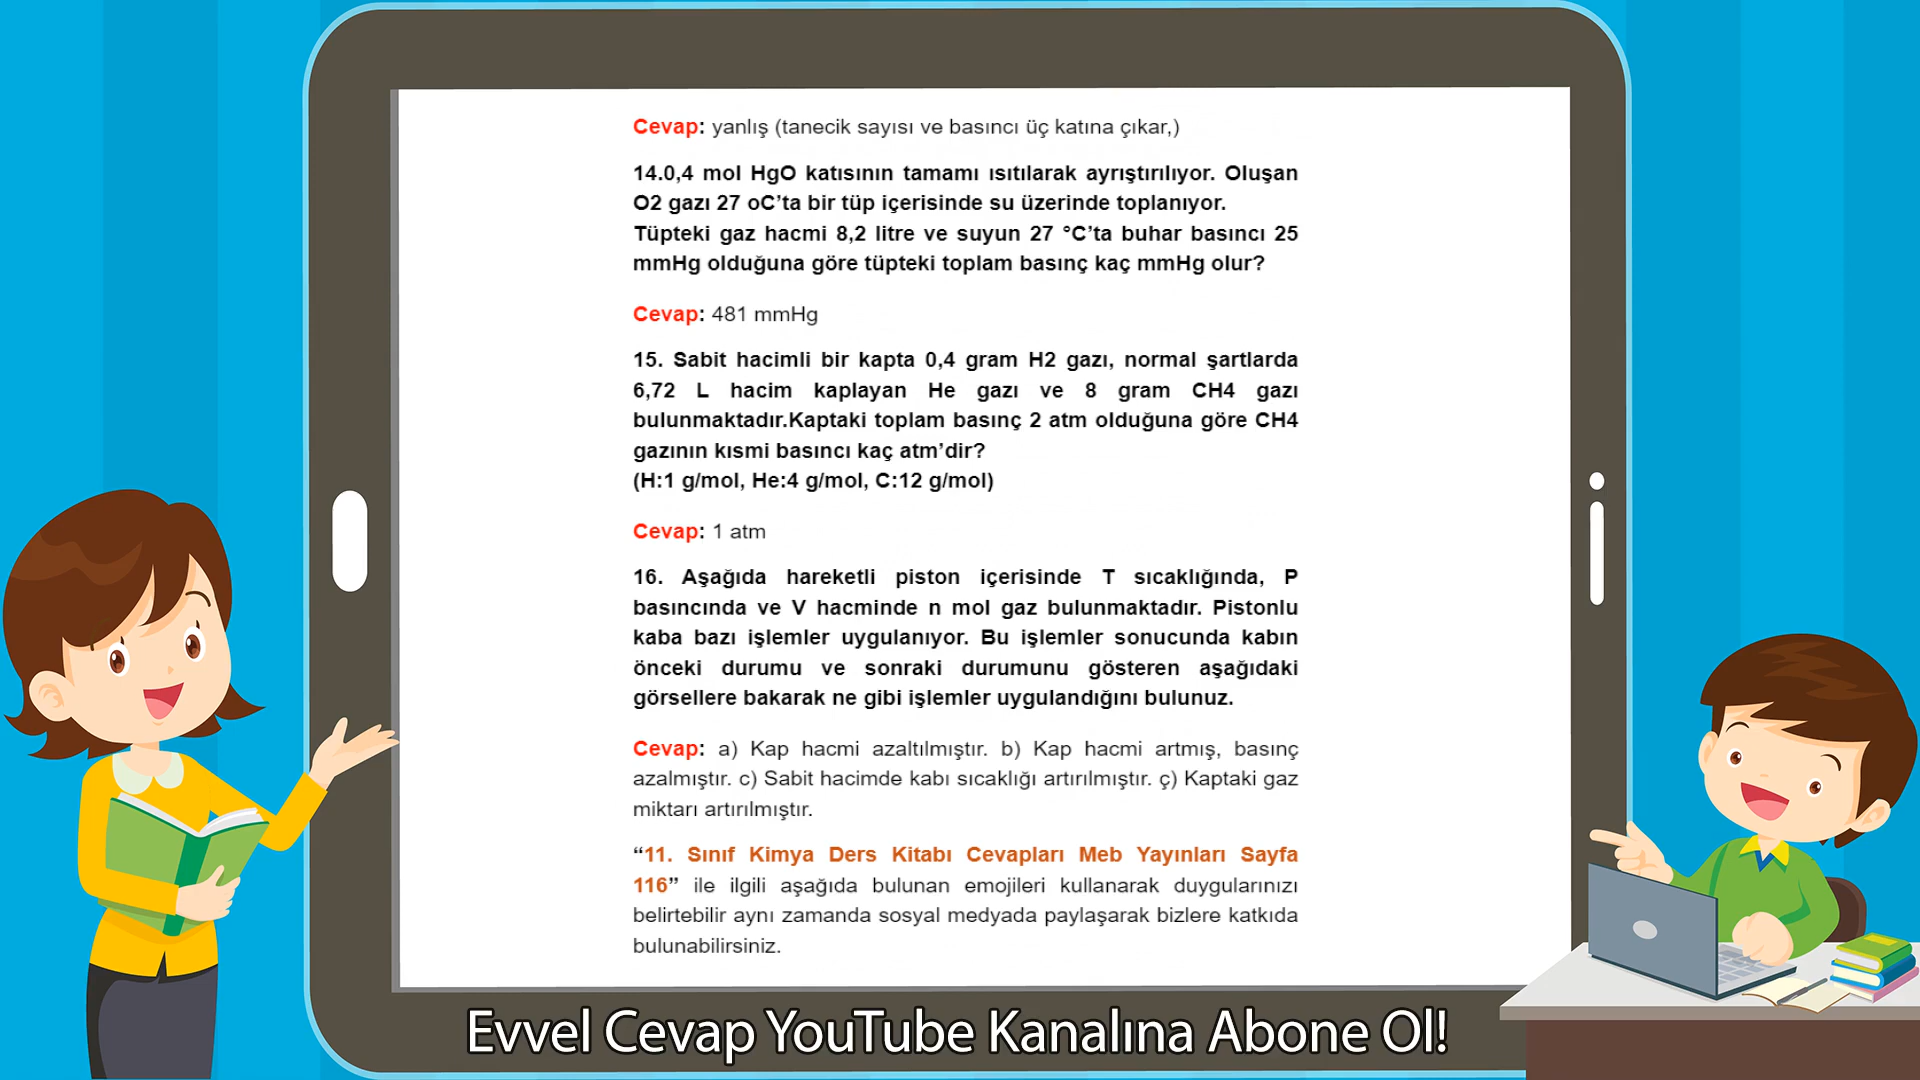 Cevap: yanlış (tanecik sayısı ve basıncı üç katına çıkar,)
14.0,4 mol HgO katısının tamamı ısıtılarak ayrıştırılıyor. Oluşan
O2 gazı 27 oC’ta bir tüp içerisinde su üzerinde toplanıyor.
Tüpteki gaz hacmi 8,2 litre ve suyun 27 °C’ta buhar basıncı 25
mmHg olduğuna göre tüpteki toplam basınç kaç mmHg olur?
Cevap: 481 mmHg
15. Sabit hacimli bir kapta 0,4 gram H2 gazı, normal şartlarda
6,72 L hacim kaplayan He gazı ve 8 gram CH4 gazı
bulunmaktadır.Kaptaki toplam basınç 2 atm olduğuna göre CH4
gazının kısmi basıncı kaç atm’dir?
(H:1 g/mol, He:4 g/mol, C:12 g/mol)
Cevap: 1 atm
16. Aşağıda hareketli piston içerisinde T sıcaklığında, P
basıncında ve V hacminde n mol gaz bulunmaktadır. Pistonlu
kaba bazı işlemler uygulanıyor. Bu işlemler sonucunda kabın
önceki durumu ve sonraki durumunu gösteren aşağıdaki
görsellere bakarak ne gibi işlemler uygulandığını bulunuz.
Cevap: a) Kap hacmi azaltılmıştır. b) Kap hacmi artmış, basınç
azalmıştır. c) Sabit hacimde kabı sıcaklığı artırılmıştır. ç) Kaptaki gaz
miktarı artırılmıştır.
“11. Sınıf Kimya Ders Kitabı Cevapları Meb Yayınları Sayfa
116” ile ilgili aşağıda bulunan emojileri kullanarak duygularınızı
belirtebilir aynı zamanda sosyal medyada paylaşarak bizlere katkıda
bulunabilirsiniz.
Evvel Cevap YouTube Kanalına Abone Ol!